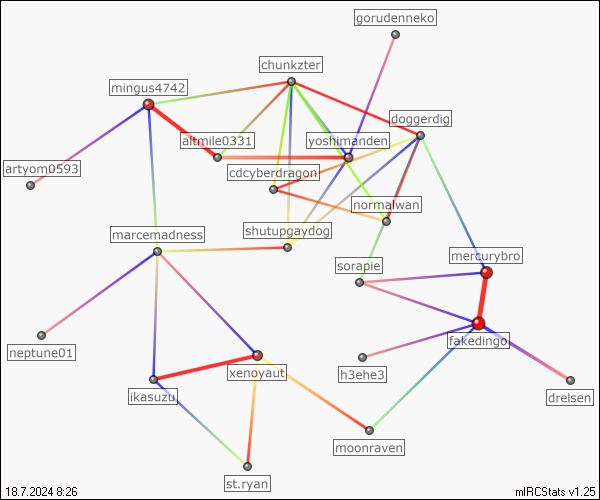 gorudenneko
chunkzter
mingus4742
doggerdig
altmile0331
yoshimanden
artyom0593
cdcyberdragon
normalwan
shutupgaydog
marcemadness
mercurybro
sorapie
fakedingo
neptune01
xenoyaut
h3ehe3
ikasuzu
drelsen
moonraven
st.ryan
18.7.2024 8:26
mIRCStats v1.25